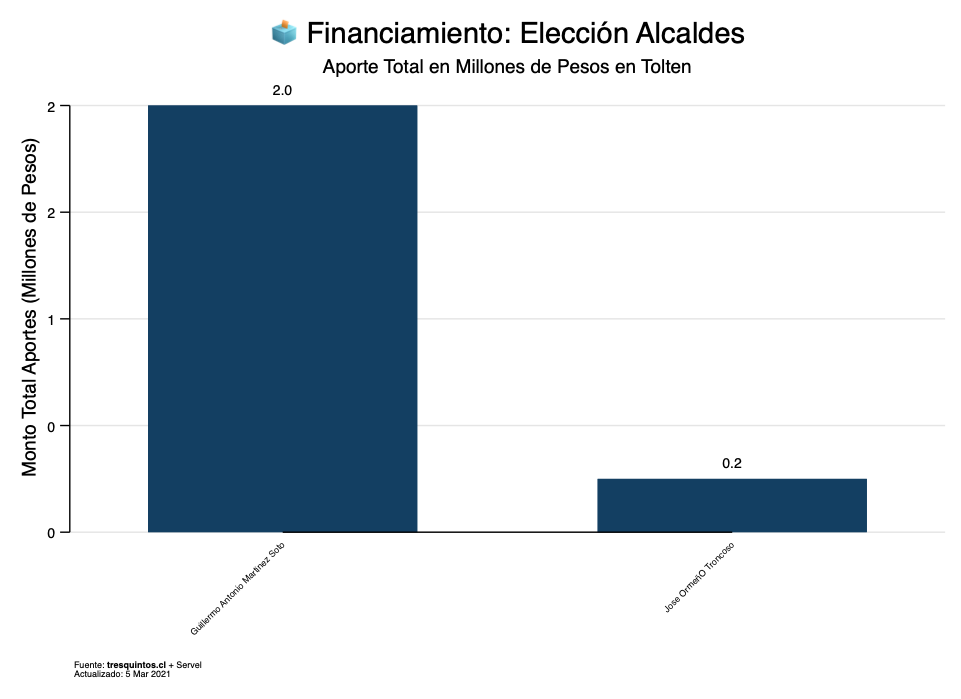 Financiamiento: Elección Alcaldes
Aporte Total en Millones de Pesos en Tolten
Monto Total Aportes (Millones de Pesos)
2
2
1
0
0
2.0
0.2
Guillermo Antonio Martinez Soto
Jose OrmeñO Troncoso
Fuente: tresquintos.cl + Servel
Actualizado: 5 Mar 2021